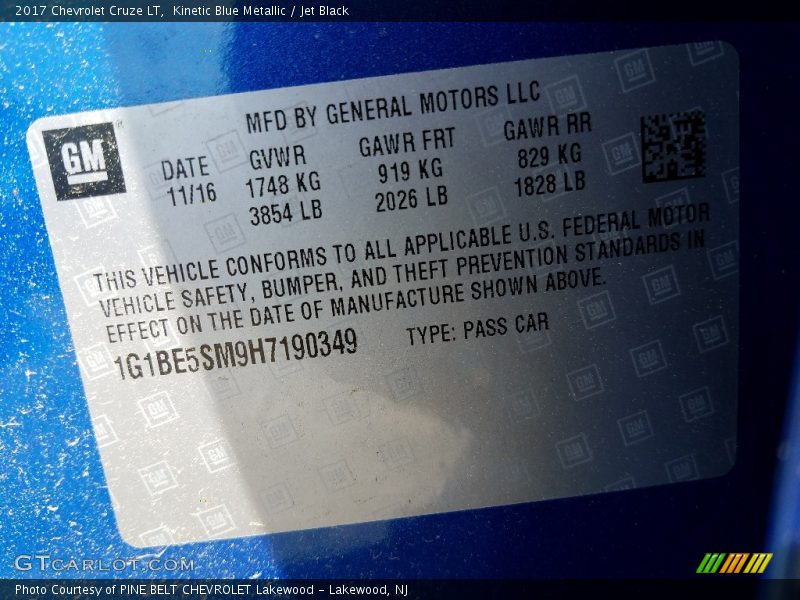 2017 Chevrolet Cruze LT,  Kinetic Blue Metallic / Jet Black
MFD BY GENERAL MOTORS LLC
GM
DATE
11/16
GVWR
1748 KG
3854 LB
GAWR FRT
919 KG
2026 LB
GAWR RR
829 KG
1828 LB
THIS VEHICLE CONFORMS TO ALL APPLICABLE U.S. FEDERAL MOTOR
VEHICLE SAFETY, BUMPER, AND THEFT PREVENTION STANDARDS IN
EFFECT ON THE DATE OF MANUFACTURE SHOWN ABOVE.
1G1BE5SM9H7190349 TYPE: PASS CAR
GTCARLOT.COM
Photo Courtesy of PINE BELT CHEVROLET Lakewood - Lakewood, NJ